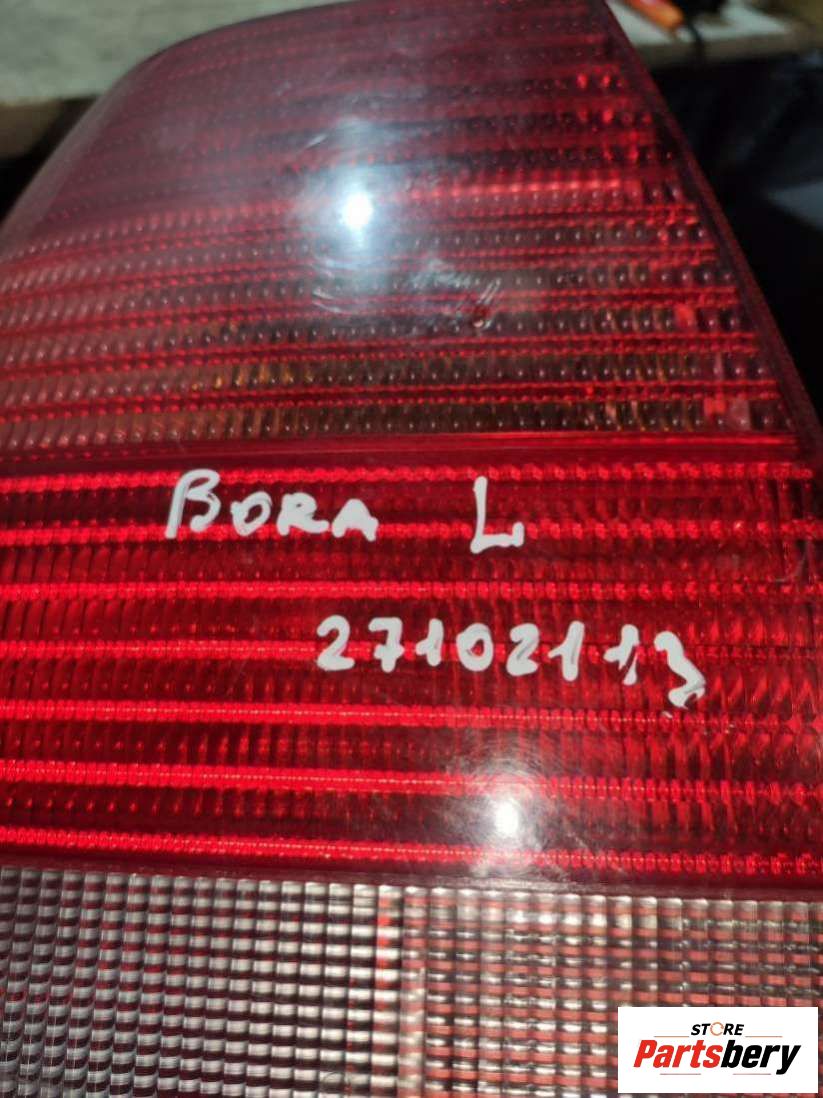 BORA L
27102113
STORE
Partsbery